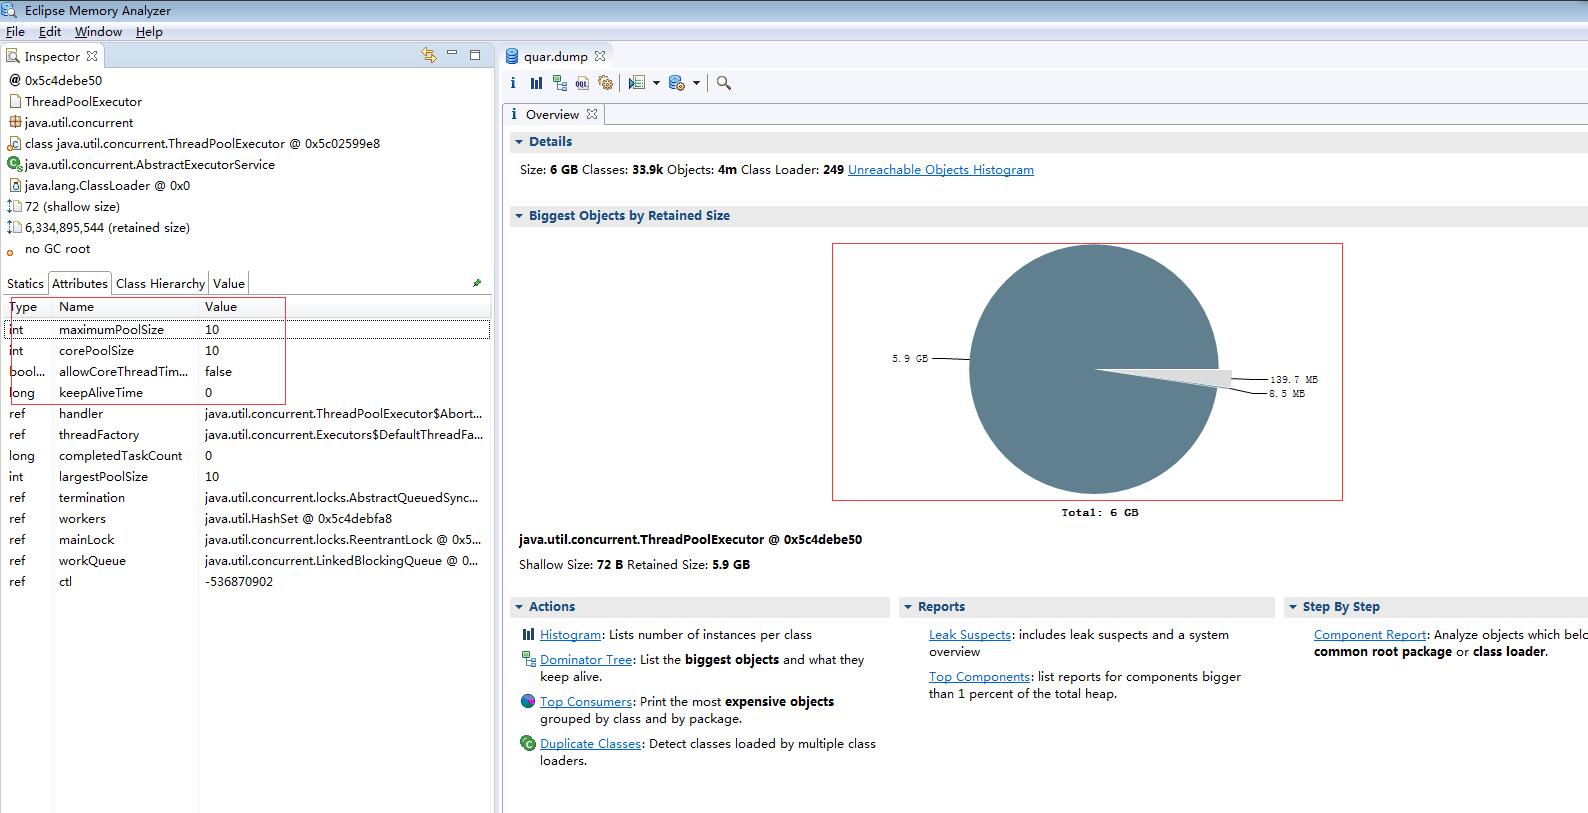 Eclipse Memory Analyzer
File Edit Window Help
Inspector
@ 0x5c4debe50
ThreadPoolExecutor
java.util.concurrent
class java.util.concurrent.ThreadPoolExecutor @ 0x5c02599e8
java.util.concurrent.AbstractExecutorService
java.lang.ClassLoader @ 0x0
72 (shallow size)
6,334,895,544 (retained size)
no GC root
Statics Attributes Class Hierarchy Value
Type Name Value
int maximumPoolSize 10
int corePoolSize 10
bool... allowCoreThreadTim... false
long keepAliveTime 0
ref handler java.util.concurrent.ThreadPoolExecutor$Abort...
ref threadFactory java.util.concurrent.Executors$DefaultThreadFa...
long completedTaskCount 0
int largestPoolSize 10
ref termination java.util.concurrent.locks.AbstractQueuedSync...
ref workers java.util.HashSet @ 0x5c4debfa8
ref mainLock java.util.concurrent.locks.ReentrantLock @ 0x5...
ref workQueue java.util.concurrent.LinkedBlockingQueue @ 0...
ref ctl -536870902
quar.dump
i OQL
i Overview
Details
Size: 6 GB Classes: 33.9k Objects: 4m Class Loader: 249 Unreachable Objects Histogram
Biggest Objects by Retained Size
5.9 GB
139.7 MB
8.5 MB
Total: 6 GB
java.util.concurrent.ThreadPoolExecutor @ 0x5c4debe50
Shallow Size: 72 B Retained Size: 5.9 GB
Actions
Histogram: Lists number of instances per class
Dominator Tree: List the biggest objects and what they
keep alive.
Top Consumers: Print the most expensive objects
grouped by class and by package.
Duplicate Classes: Detect classes loaded by multiple class
loaders.
Reports
Leak Suspects: includes leak suspects and a system
overview
Top Components: list reports for components bigger
than 1 percent of the total heap.
Step By Step
Component Report: Analyze objects which belo
common root package or class loader.